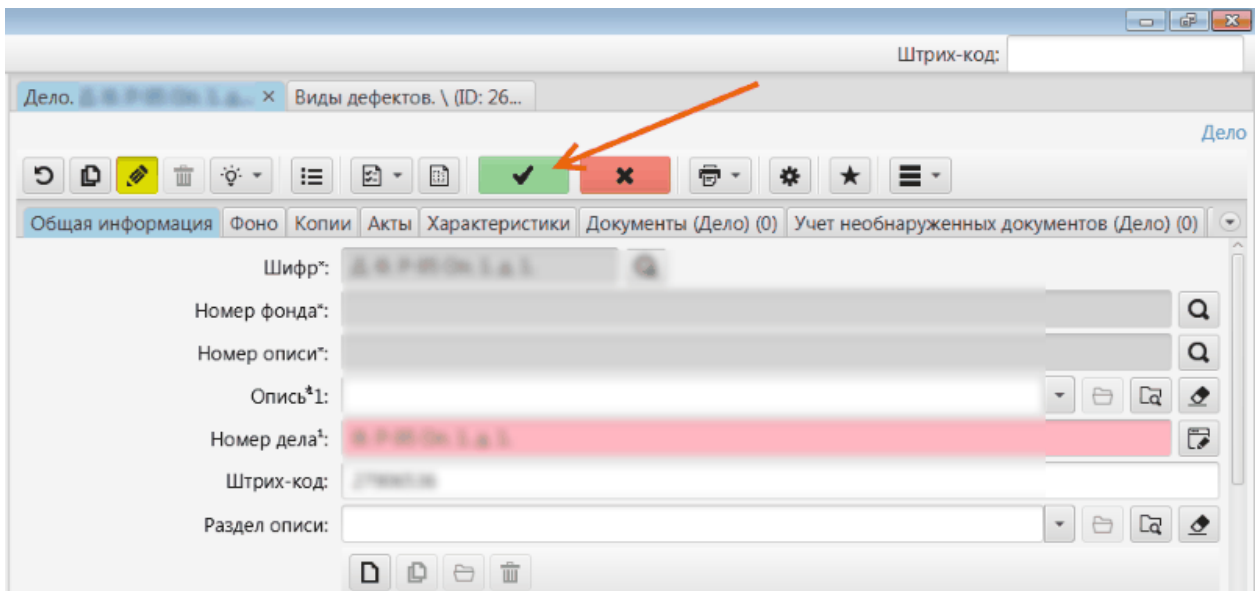 Штрих-код:
Дело. Виды дефектов. \ (ID: 26...
Дело
Общая информация Фоно Копии Акты Характеристики Документы (Дело) (0) Учет необнаруженных документов (Дело) (0)
Шифр*:
Номер фонда*:
Номер описи*:
Опись*1:
Номер дела¹:
Штрих-код:
Раздел описи: